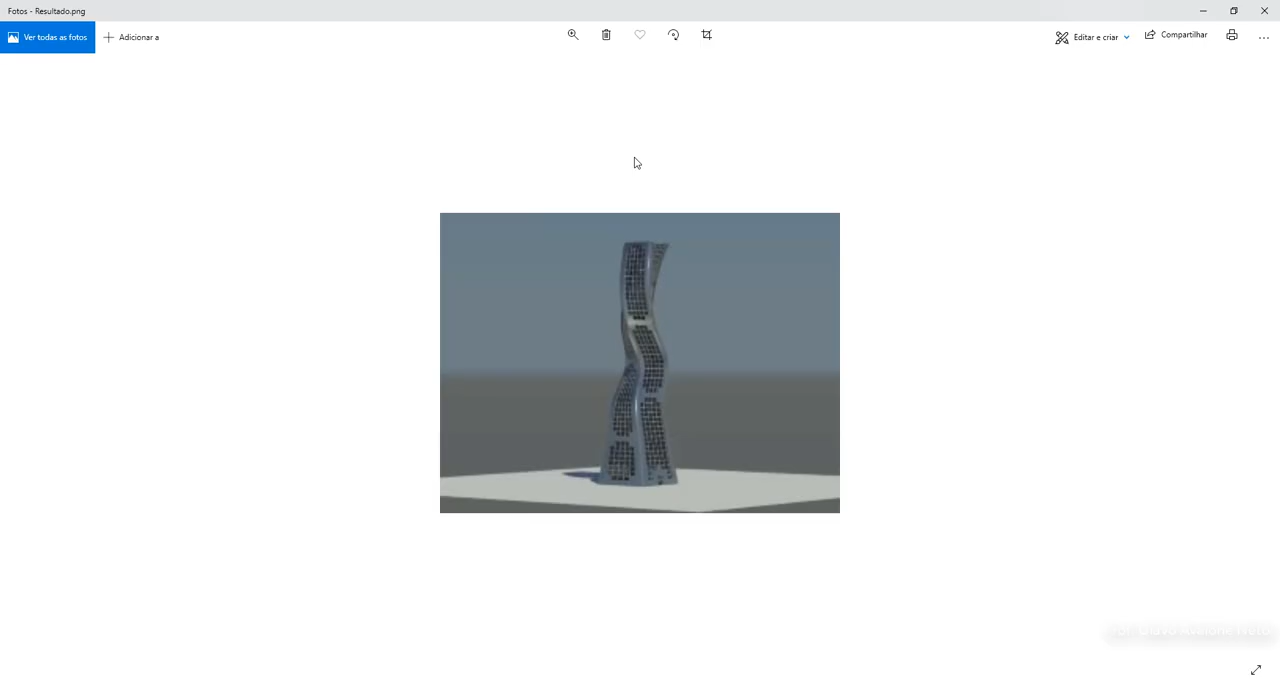 Fotos - Resultado.png
Ver todas as fotos
Adicionar a
Editar e criar
Compartilhar